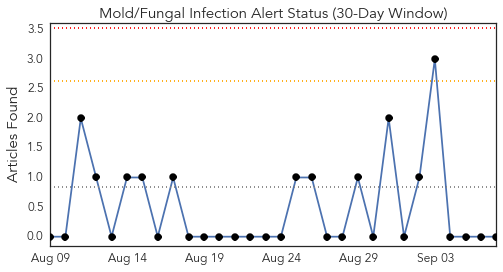 Mold/Fungal Infection Alert Status (30-Day Window)
Articles Found
3.5
3.0
2.5
2.0
1.5
1.0
0.5
0.0
Aug 09 Aug 14 Aug 19 Aug 24 Aug 29 Sep 03